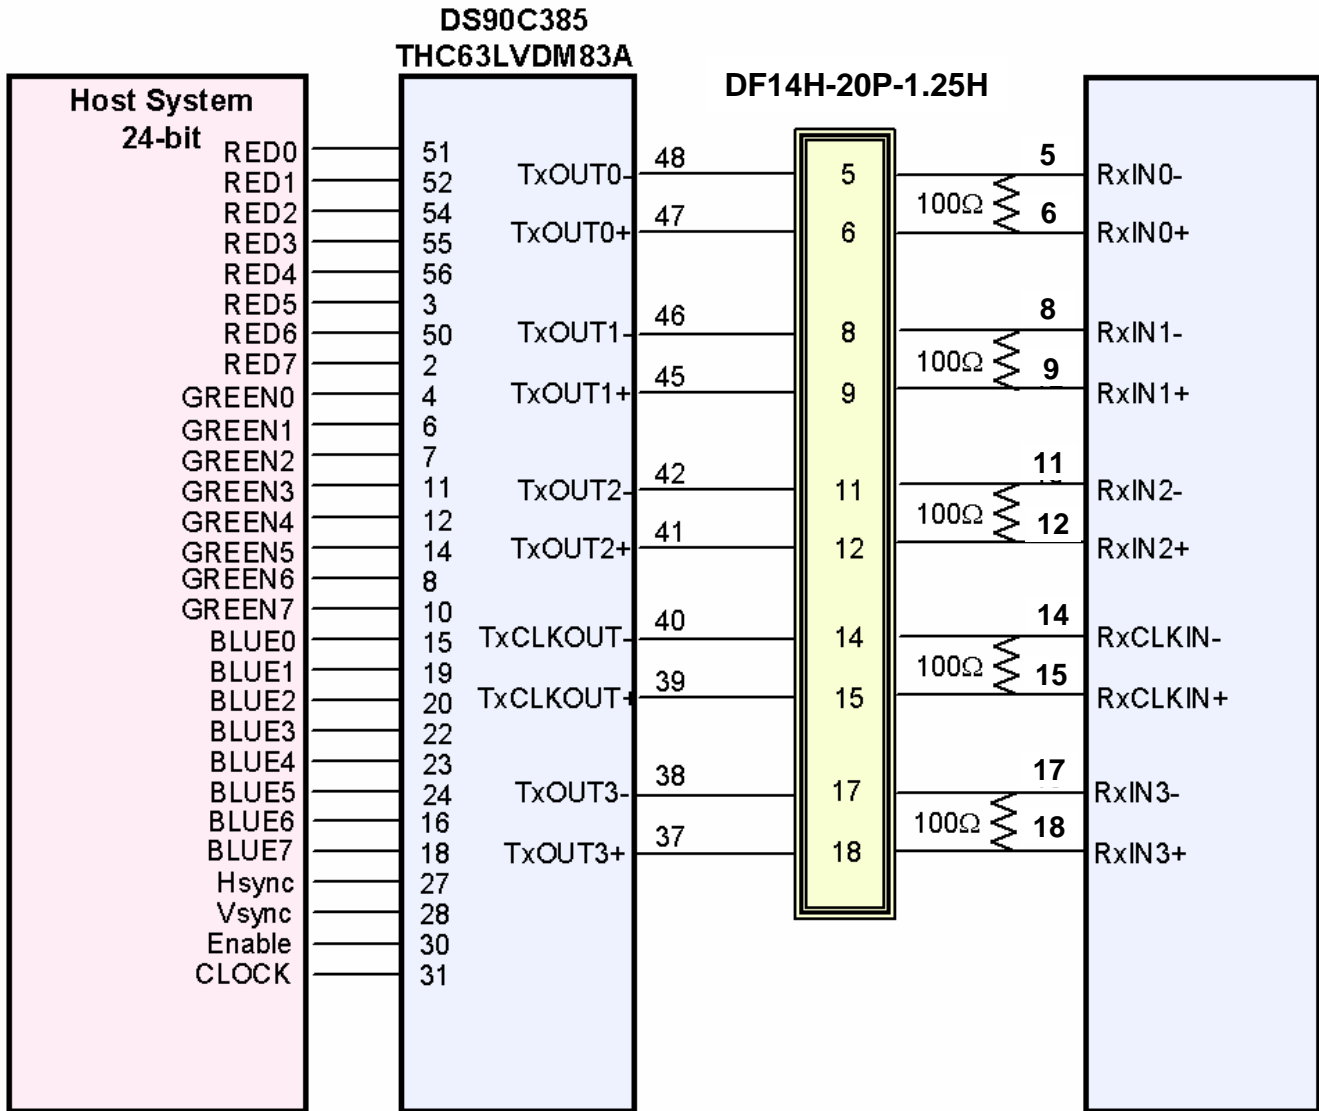 DS90C385
THC63LVDM83A
DF14H-20P-1.25H
Host System
24-bit
RED0 51
RED1 52
RED2 54
RED3 55
RED4 56
RED5 3
RED6 50
RED7 2
GREEN0 4
GREEN1 6
GREEN2 7
GREEN3 11
GREEN4 12
GREEN5 14
GREEN6 8
GREEN7 10
BLUE0 15
BLUE1 19
BLUE2 20
BLUE3 22
BLUE4 23
BLUE5 24
BLUE6 16
BLUE7 18
Hsync 27
Vsync 28
Enable 30
CLOCK 31
TxOUT0- 48 5 5 RxIN0-
100Ω
TxOUT0+ 47 6 6 RxIN0+
TxOUT1- 46 8 8 RxIN1-
100Ω
TxOUT1+ 45 9 9 RxIN1+
TxOUT2- 42 11 11 RxIN2-
100Ω
TxOUT2+ 41 12 12 RxIN2+
TxCLKOUT- 40 14 14 RxCLKIN-
100Ω
TxCLKOUT+ 39 15 15 RxCLKIN+
TxOUT3- 38 17 17 RxIN3-
100Ω
TxOUT3+ 37 18 18 RxIN3+